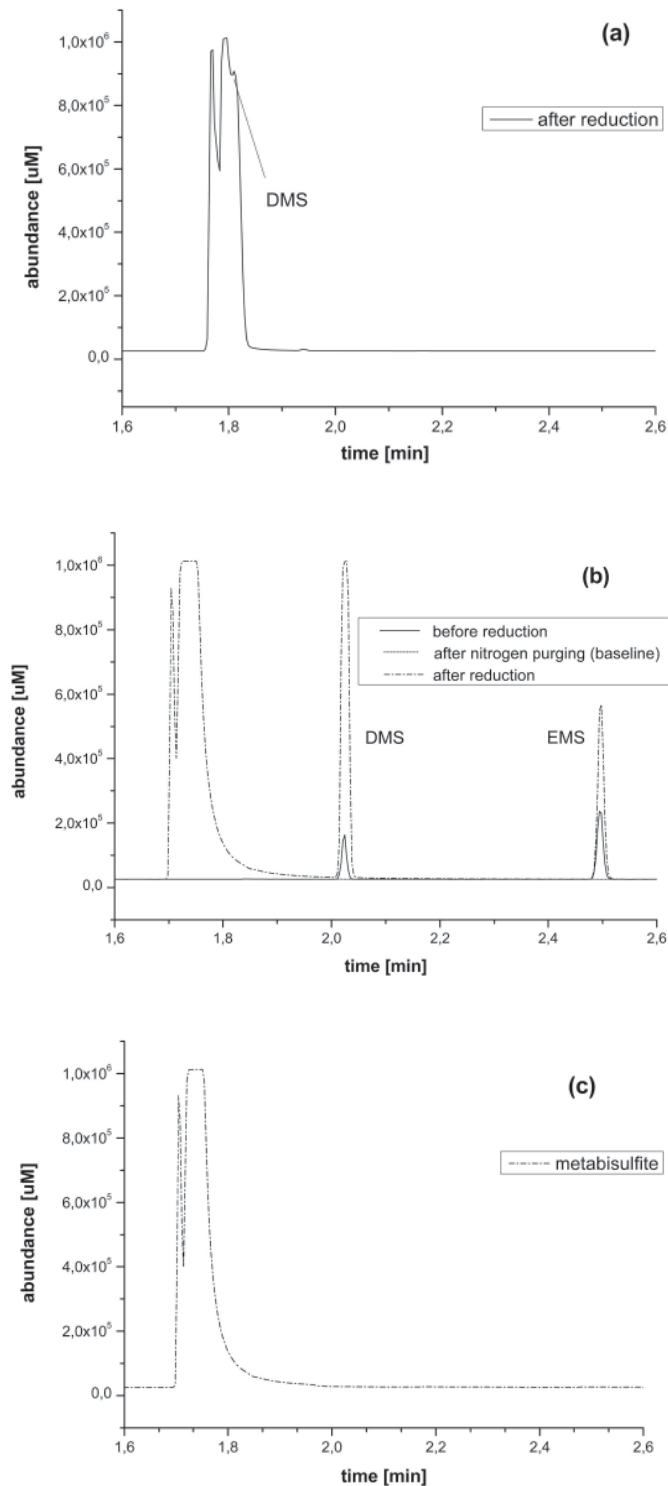 (a)
after reduction
DMS
abundance [uM]
1,0x10⁶
8,0x10⁵
6,0x10⁵
4,0x10⁵
2,0x10⁵
0,0
1,6 1,8 2,0 2,2 2,4 2,6
time [min]
(b)
before reduction
after nitrogen purging (baseline)
after reduction
DMS EMS
abundance [uM]
1,0x10⁶
8,0x10⁵
6,0x10⁵
4,0x10⁵
2,0x10⁵
0,0
1,6 1,8 2,0 2,2 2,4 2,6
time [min]
(c)
metabisulfite
abundance [uM]
1,0x10⁶
8,0x10⁵
6,0x10⁵
4,0x10⁵
2,0x10⁵
0,0
1,6 1,8 2,0 2,2 2,4 2,6
time [min]